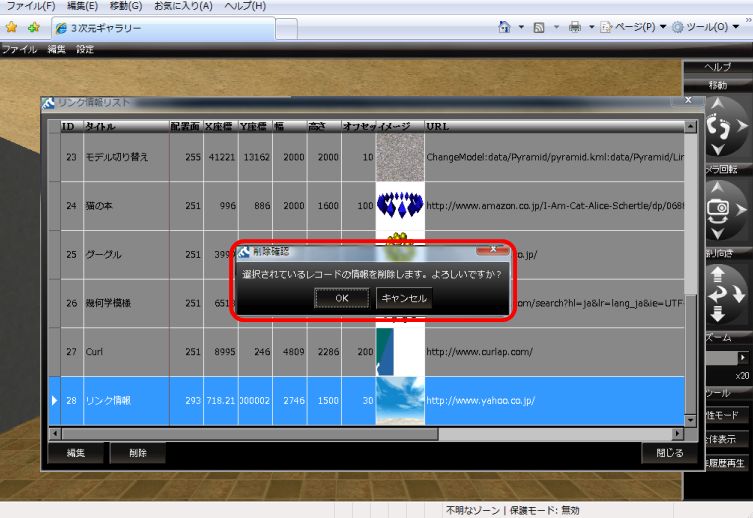 ファイル(F) 編集(E) 移動(G) お気に入り(A) ヘルプ(H)
3次元ギャラリー
ページ(P) ツール(O)
ファイル 編集 設定
ヘルプ
移動
リンク情報リスト
ID タイトル 配置面 X座標 Y座標 幅 高さ オフセッ イメージ URL
23 モデル切り替え 255 41221 13162 2000 2000 10 ChangeModel:data/Pyramid/pyramid.kml:data/Pyramid/Lin
メラ回転
24 猫の本 251 996 886 2000 1600 100 http://www.amazon.co.jp/I-Am-Cat-Alice-Schertle/dp/068
25 グーグル 251 .co.jp/
振り向き
削除確認
選択されているレコードの情報を削除します。よろしいですか?
OK キャンセル
26 幾何学模様 251 com/search?hl=ja&lr=lang_ja&ie=UTF-
ズーム
27 Curl 251 8995 246 4809 2286 200 http://www.curlap.com/
x20
ツール
28 リンク情報 293 718.21 000002 2746 1500 30 http://www.yahoo.co.jp/
性モード
全体表示
編集 削除 閉じる
履歴再生
不明なゾーン | 保護モード: 無効